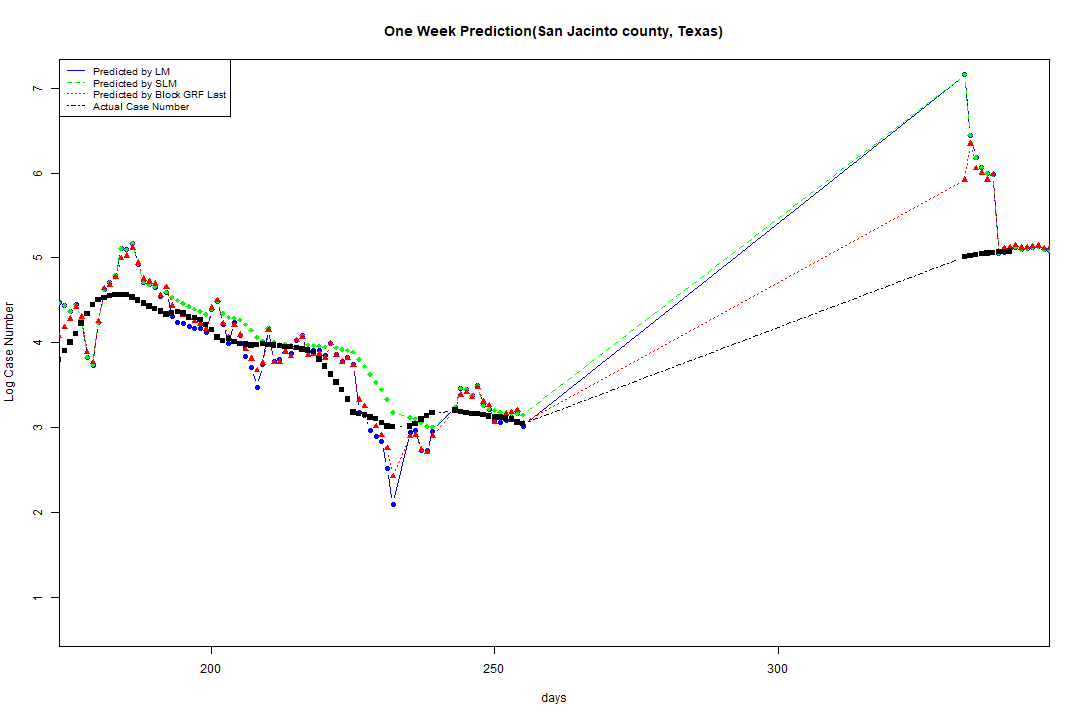 One Week Prediction(San Jacinto county, Texas)
Predicted by LM
Predicted by SLM
Predicted by Block GRF Last
Actual Case Number
Log Case Number
7
6
5
4
3
2
1
200 250 300
days